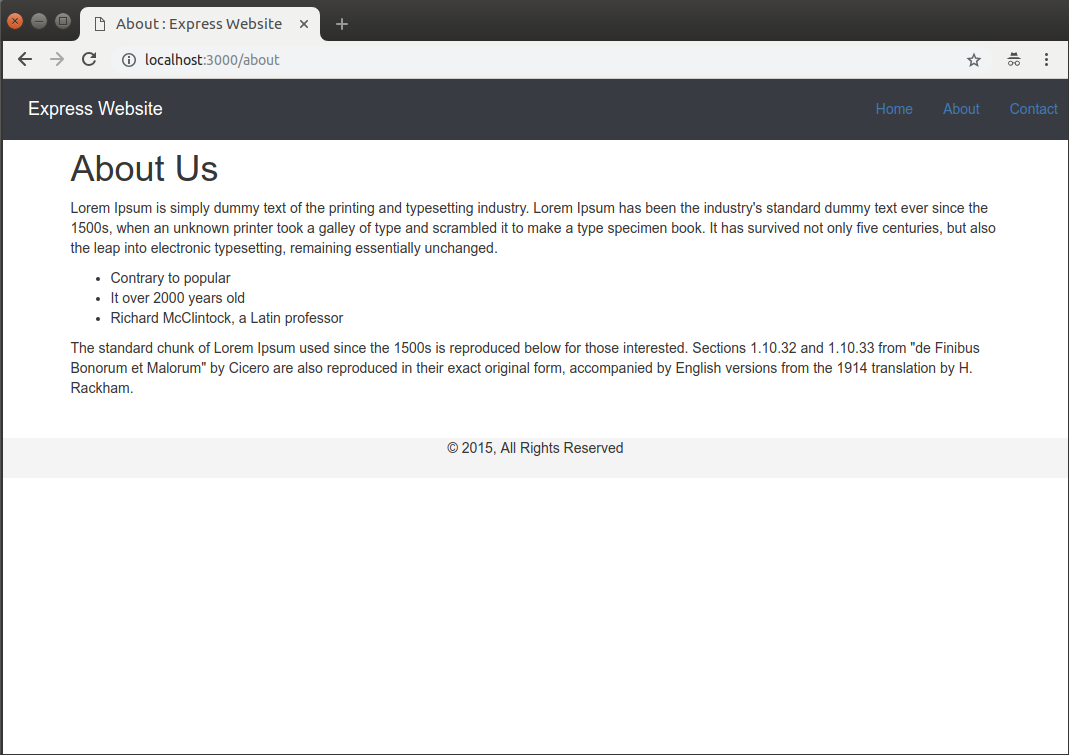 About : Express Website
localhost:3000/about
Express Website
Home About Contact
About Us
Lorem Ipsum is simply dummy text of the printing and typesetting industry. Lorem Ipsum has been the industry's standard dummy text ever since the
1500s, when an unknown printer took a galley of type and scrambled it to make a type specimen book. It has survived not only five centuries, but also
the leap into electronic typesetting, remaining essentially unchanged.
• Contrary to popular
• It over 2000 years old
• Richard McClintock, a Latin professor
The standard chunk of Lorem Ipsum used since the 1500s is reproduced below for those interested. Sections 1.10.32 and 1.10.33 from "de Finibus
Bonorum et Malorum" by Cicero are also reproduced in their exact original form, accompanied by English versions from the 1914 translation by H.
Rackham.
© 2015, All Rights Reserved